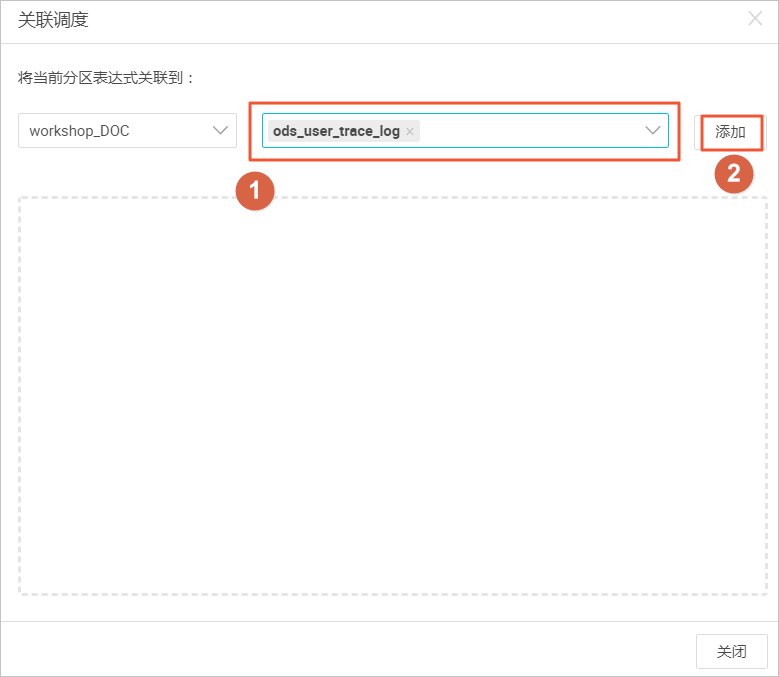 关联调度
将当前分区表达式关联到：
workshop_DOC
ods_user_trace_log ×
添加
1
2
关闭